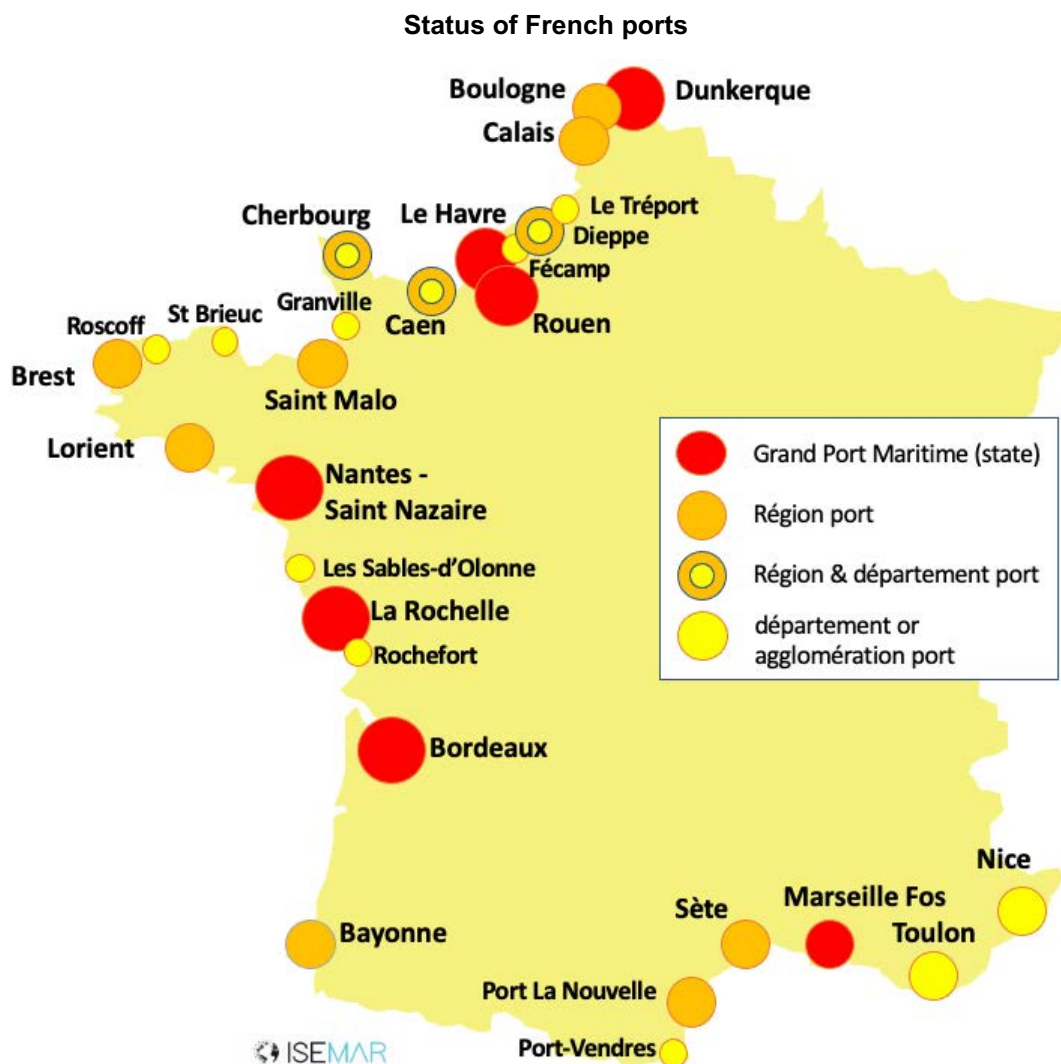 Status of French ports
Boulogne
Dunkerque
Calais
Le Tréport
Cherbourg
Le Havre
Dieppe
Fécamp
Granville
St Brieuc
Roscoff
Caen
Rouen
Brest
Saint Malo
Lorient
Nantes -
Saint Nazaire
Grand Port Maritime (state)
Région port
Région & département port
département or
agglomération port
Les Sables-d'Olonne
La Rochelle
Rochefort
Bordeaux
Nice
Marseille Fos
Sète
Toulon
Bayonne
Port La Nouvelle
Port-Vendres
ISEMAR